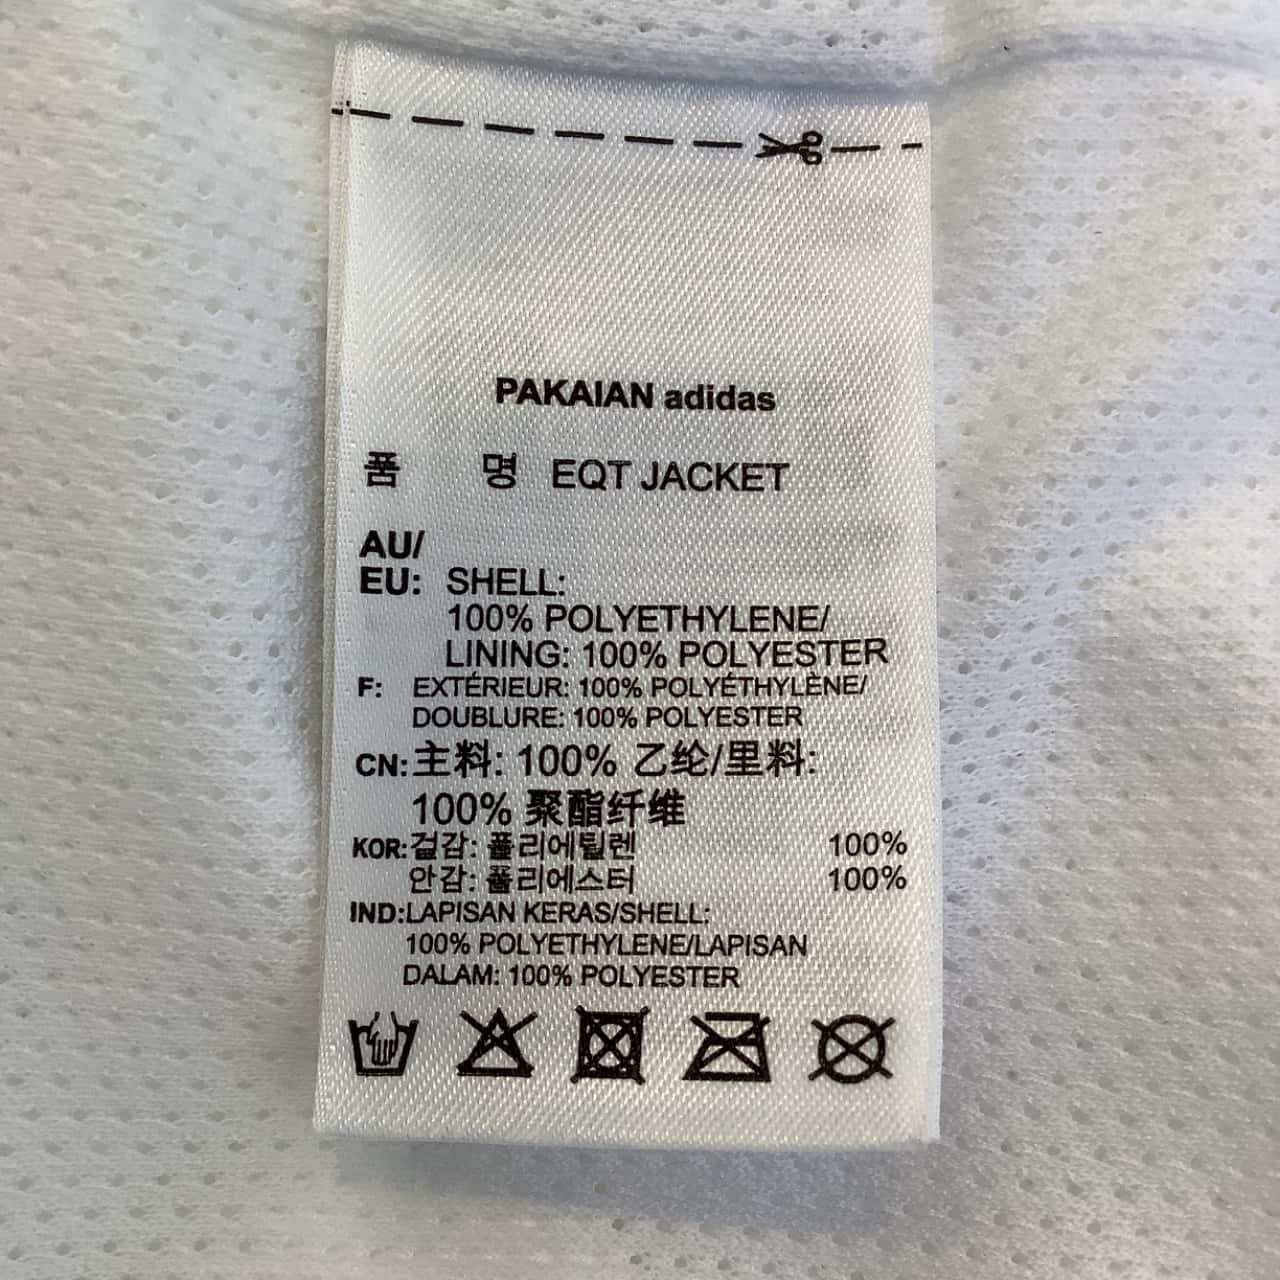 PAKAIAN adidas
품 명 EQT JACKET
AU/
EU: SHELL:
100% POLYETHYLENE/
LINING: 100% POLYESTER
F: EXTÉRIEUR: 100% POLYÉTHYLÈNE/
DOUBLURE: 100% POLYESTER
CN: 主料: 100% 乙纶/里料:
100% 聚酯纤维
KOR: 겉감: 폴리에틸렌 100%
안감: 폴리에스터 100%
IND: LAPISAN KERAS/SHELL:
100% POLYETHYLENE/LAPISAN
DALAM: 100% POLYESTER